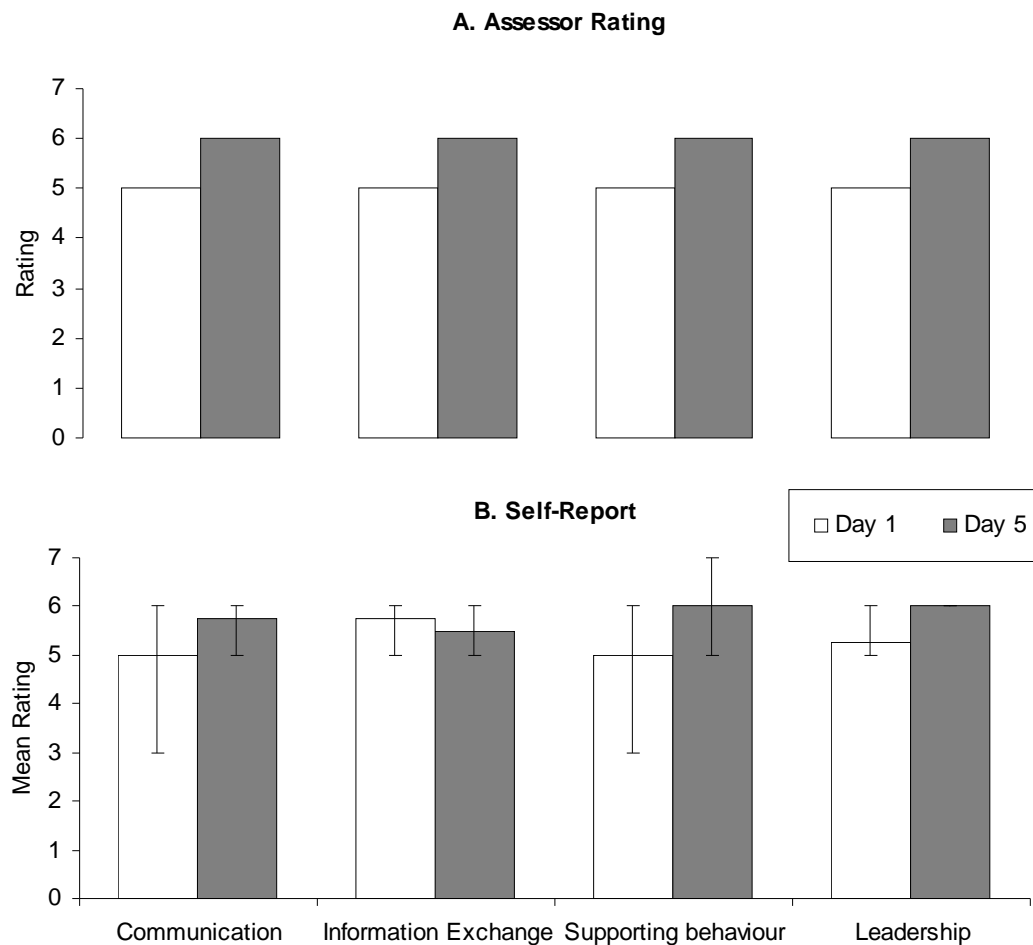 A. Assessor Rating
7
6
5
4
3
2
1
0
Rating
B. Self-Report
Day 1 Day 5
7
6
5
4
3
2
1
0
Mean Rating
Communication Information Exchange Supporting behaviour Leadership